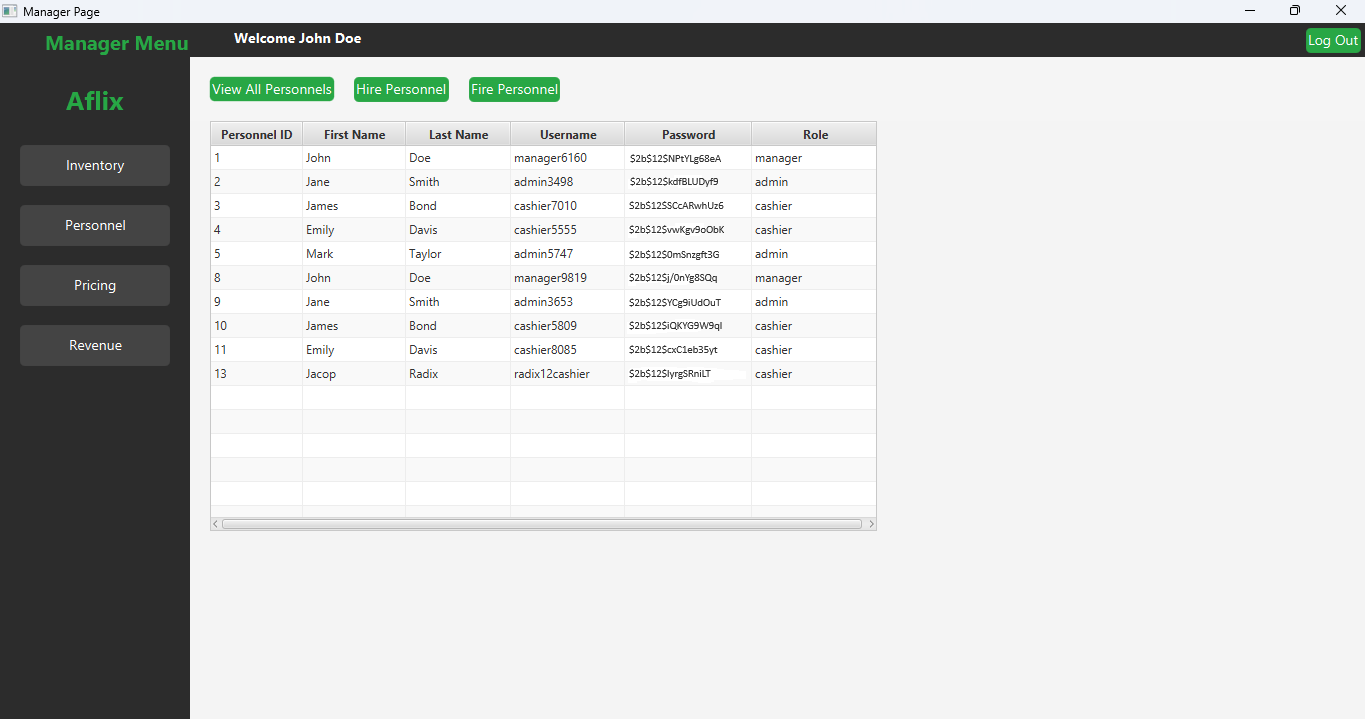 Manager Page
Manager Menu
Welcome John Doe
Log Out
Aflix
View All Personnels Hire Personnel Fire Personnel
Inventory
Personnel
Pricing
Revenue
Personnel ID First Name Last Name Username Password Role
1 John Doe manager6160 $2b$12$NPtYLg68eA manager
2 Jane Smith admin3498 $2b$12$kdfBLUDyf9 admin
3 James Bond cashier7010 $2b$12$SCcARwhUz6 cashier
4 Emily Davis cashier5555 $2b$12$vwKgv9oObK cashier
5 Mark Taylor admin5747 $2b$12$0mSnzgft3G admin
8 John Doe manager9819 $2b$12$j/0nYg8SQq manager
9 Jane Smith admin3653 $2b$12$YCg9iUdOuT admin
10 James Bond cashier5809 $2b$12$iQKYG9W9ql cashier
11 Emily Davis cashier8085 $2b$12$cxC1eb35yt cashier
13 Jacop Radix radix12cashier $2b$12$lyrgSRniLT cashier